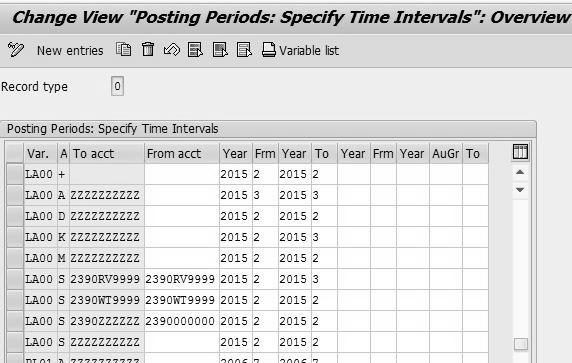 Change View "Posting Periods: Specify Time Intervals": Overview
New entries Variable list
Record type 0
Posting Periods: Specify Time Intervals
Var. A To acct From acct Year Frm Year To Year Frm Year AuGr To
LA00 + 2015 2 2015 2
LA00 A ZZZZZZZZZZ 2015 3 2015 3
LA00 D ZZZZZZZZZZ 2015 2 2015 2
LA00 K ZZZZZZZZZZ 2015 2 2015 3
LA00 M ZZZZZZZZZZ 2015 2 2015 2
LA00 S 2390RV9999 2390RV9999 2015 2 2015 3
LA00 S 2390WT9999 2390WT9999 2015 2 2015 2
LA00 S 2390ZZZZZZ 2390000000 2015 2 2015 2
LA00 S ZZZZZZZZZZ 2015 2 2015 2